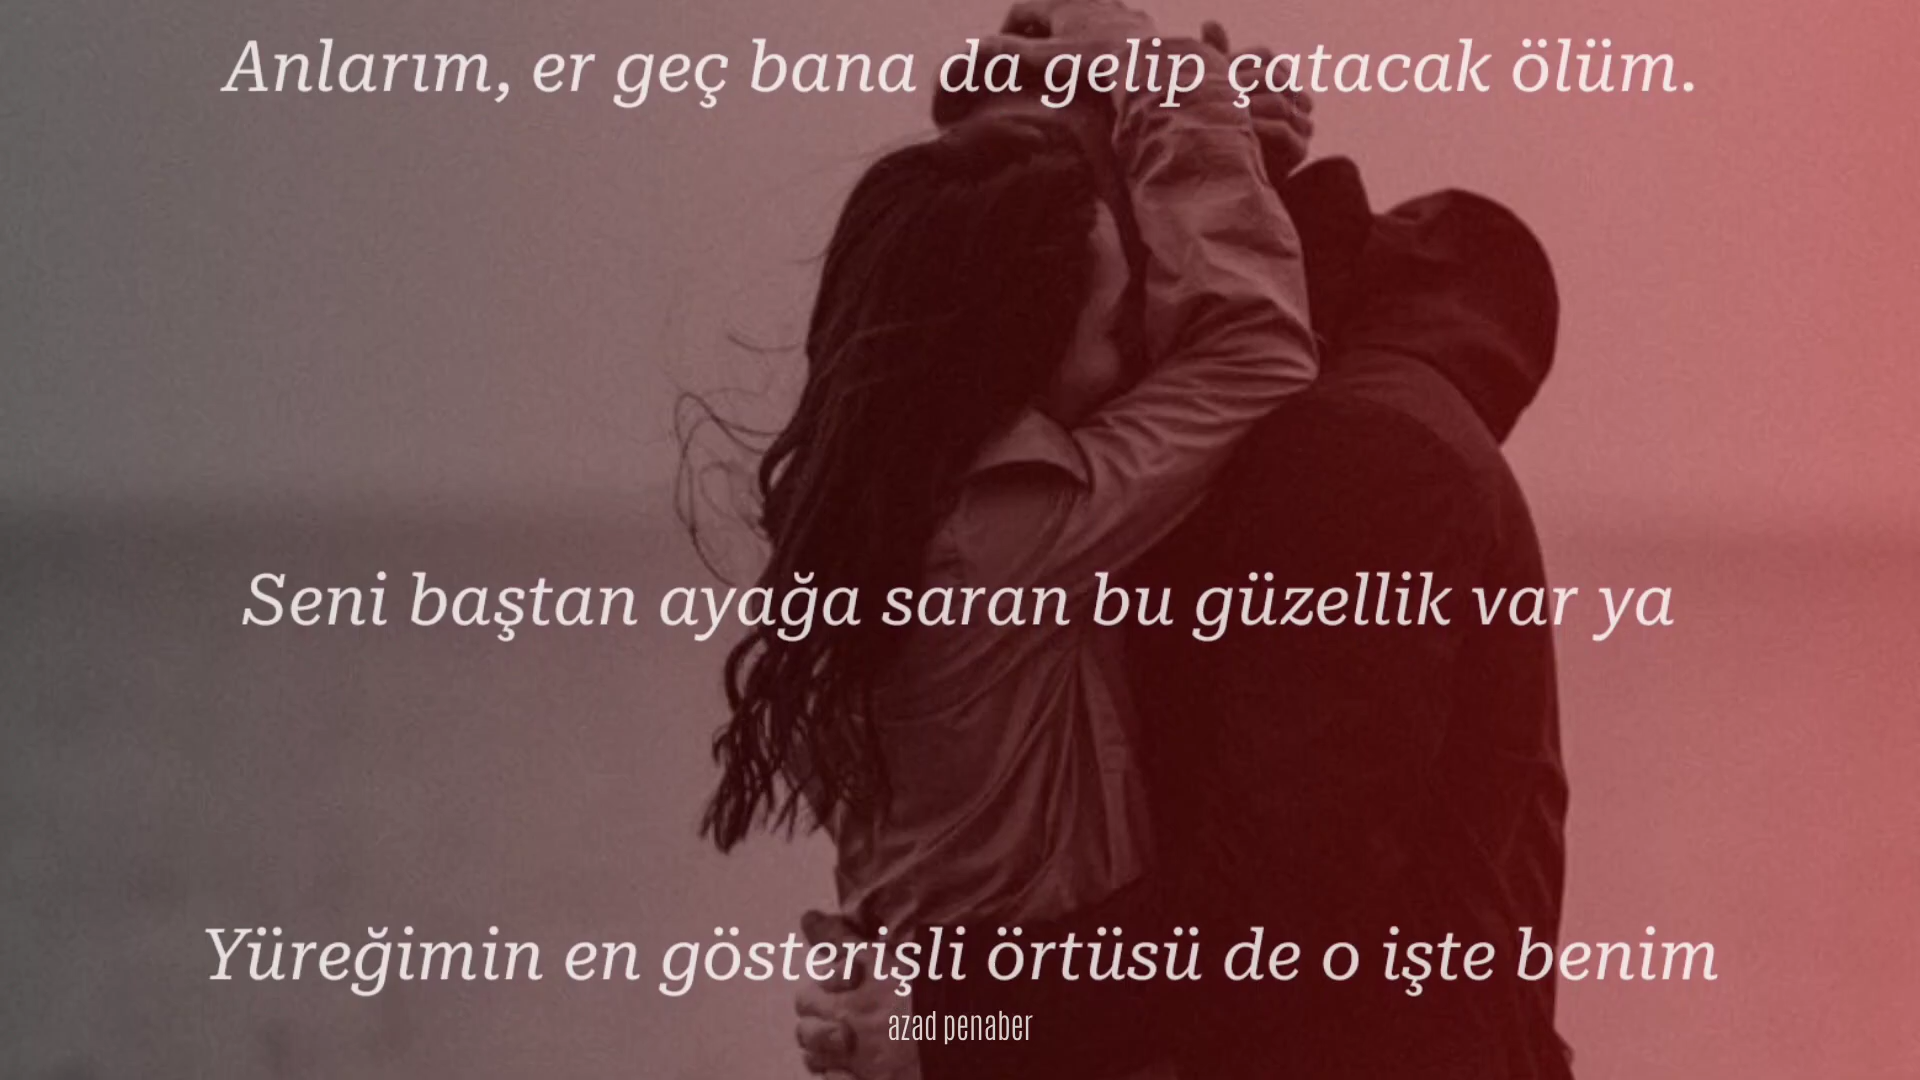 Anlarım, er geç bana da gelip çatacak ölüm.
Seni baştan ayağa saran bu güzellik var ya
Yüreğimin en gösterişli örtüsü de o işte benim
azad penaber